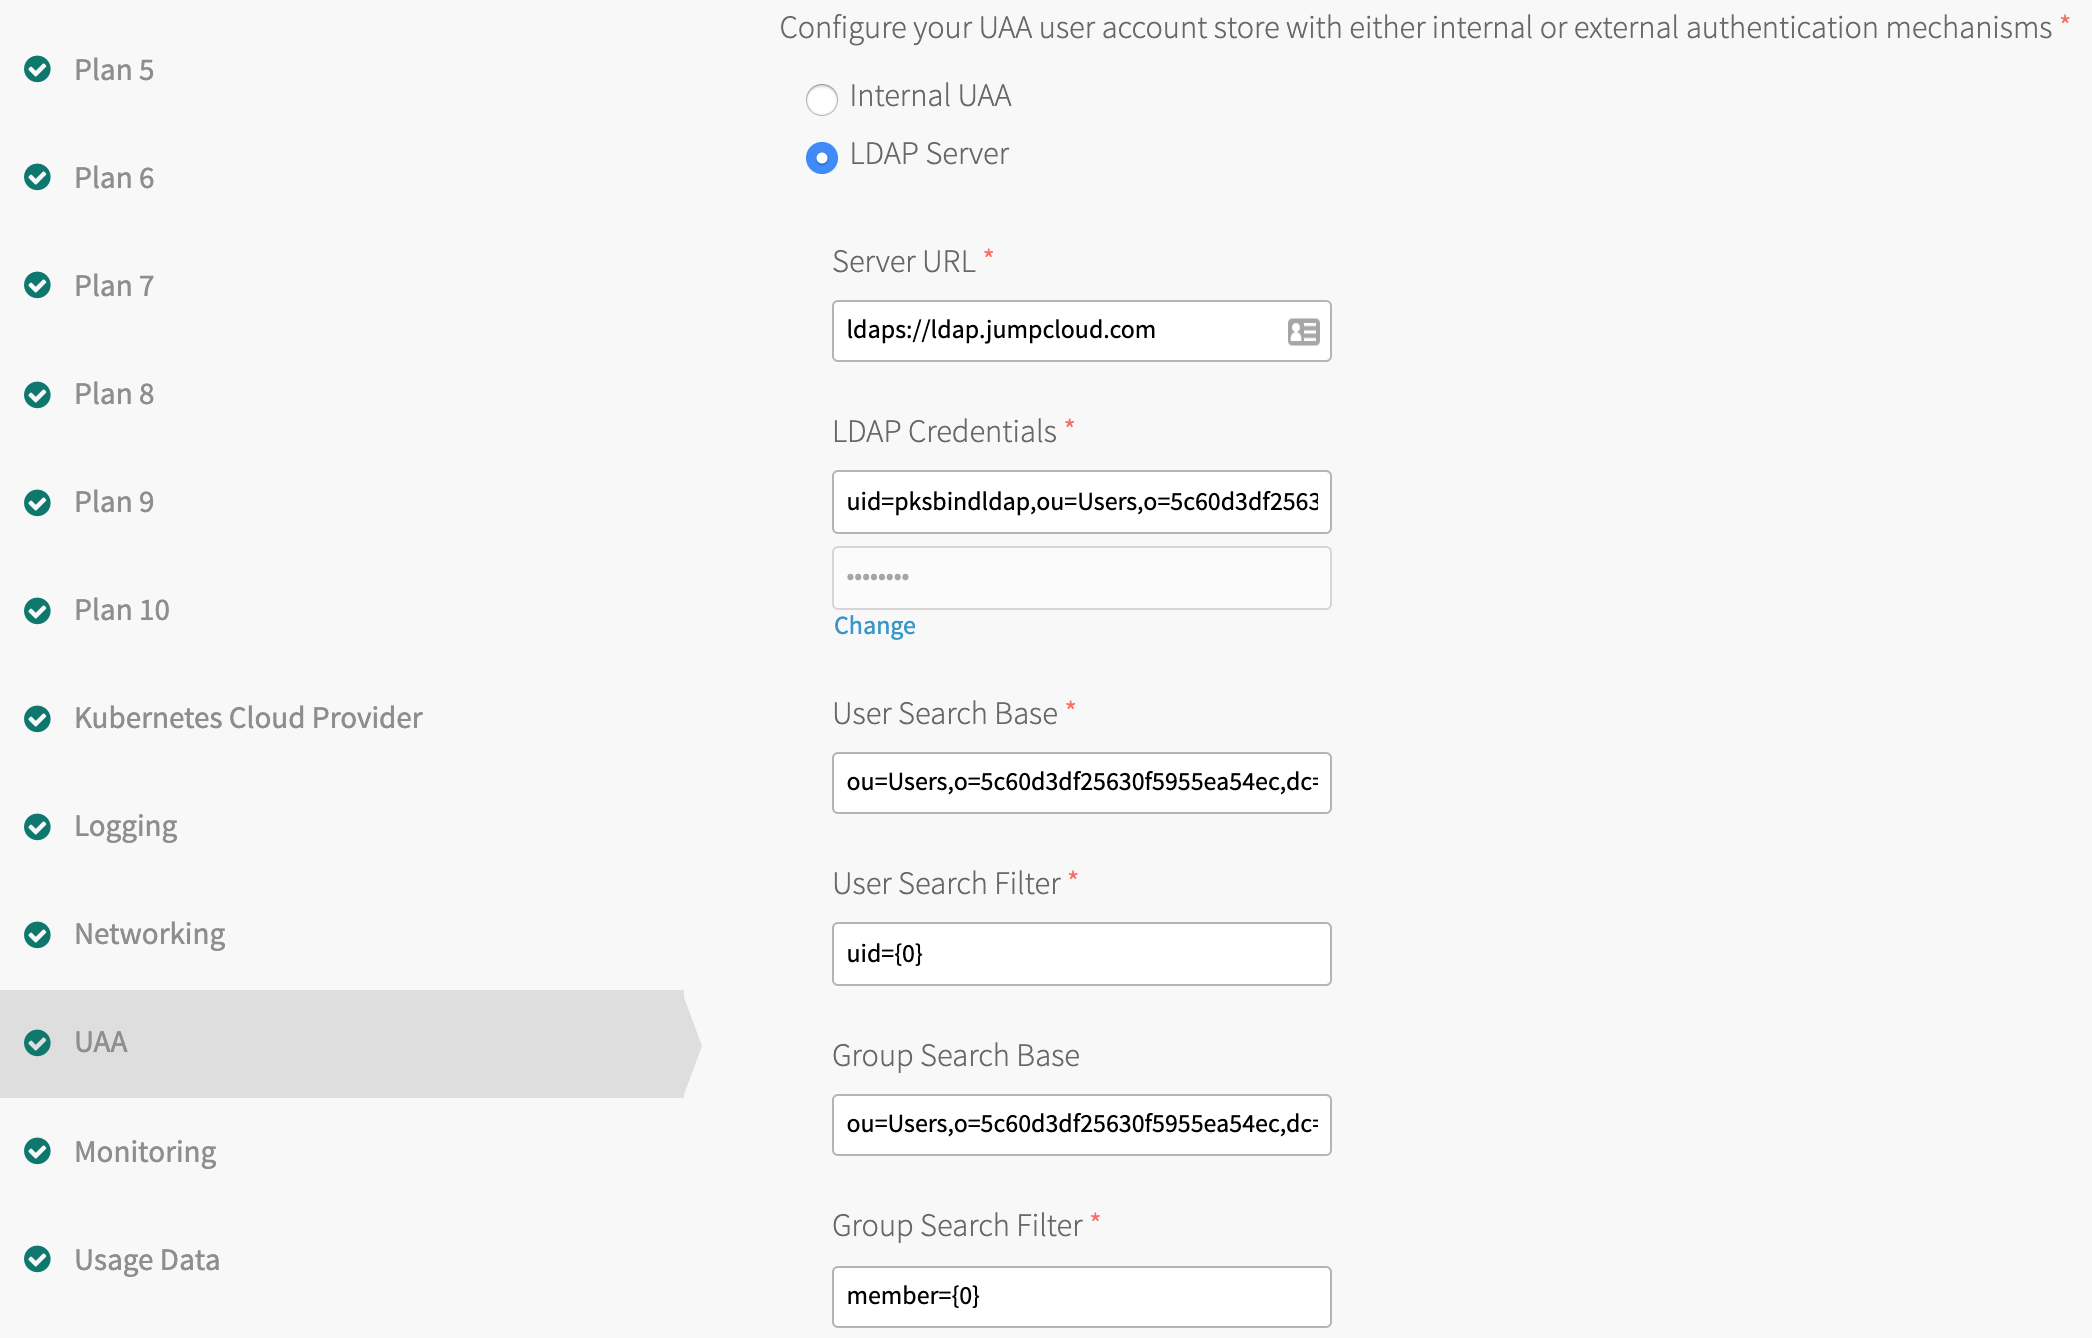 Plan 5
Plan 6
Plan 7
Plan 8
Plan 9
Plan 10
Kubernetes Cloud Provider
Logging
Networking
UAA
Monitoring
Usage Data
Configure your UAA user account store with either internal or external authentication mechanisms *
Internal UAA
LDAP Server
Server URL *
ldaps://ldap.jumpcloud.com
LDAP Credentials *
uid=pksbindldap,ou=Users,o=5c60d3df2563
••••••••
Change
User Search Base *
ou=Users,o=5c60d3df25630f5955ea54ec,dc=
User Search Filter *
uid={0}
Group Search Base
ou=Users,o=5c60d3df25630f5955ea54ec,dc=
Group Search Filter *
member={0}